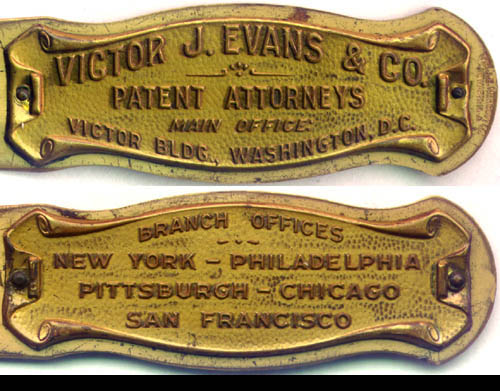 VICTOR J. EVANS & CO.
PATENT ATTORNEYS
MAIN OFFICE:
VICTOR BLDG., WASHINGTON, D.C.
BRANCH OFFICES
NEW YORK - PHILADELPHIA
PITTSBURGH - CHICAGO
SAN FRANCISCO